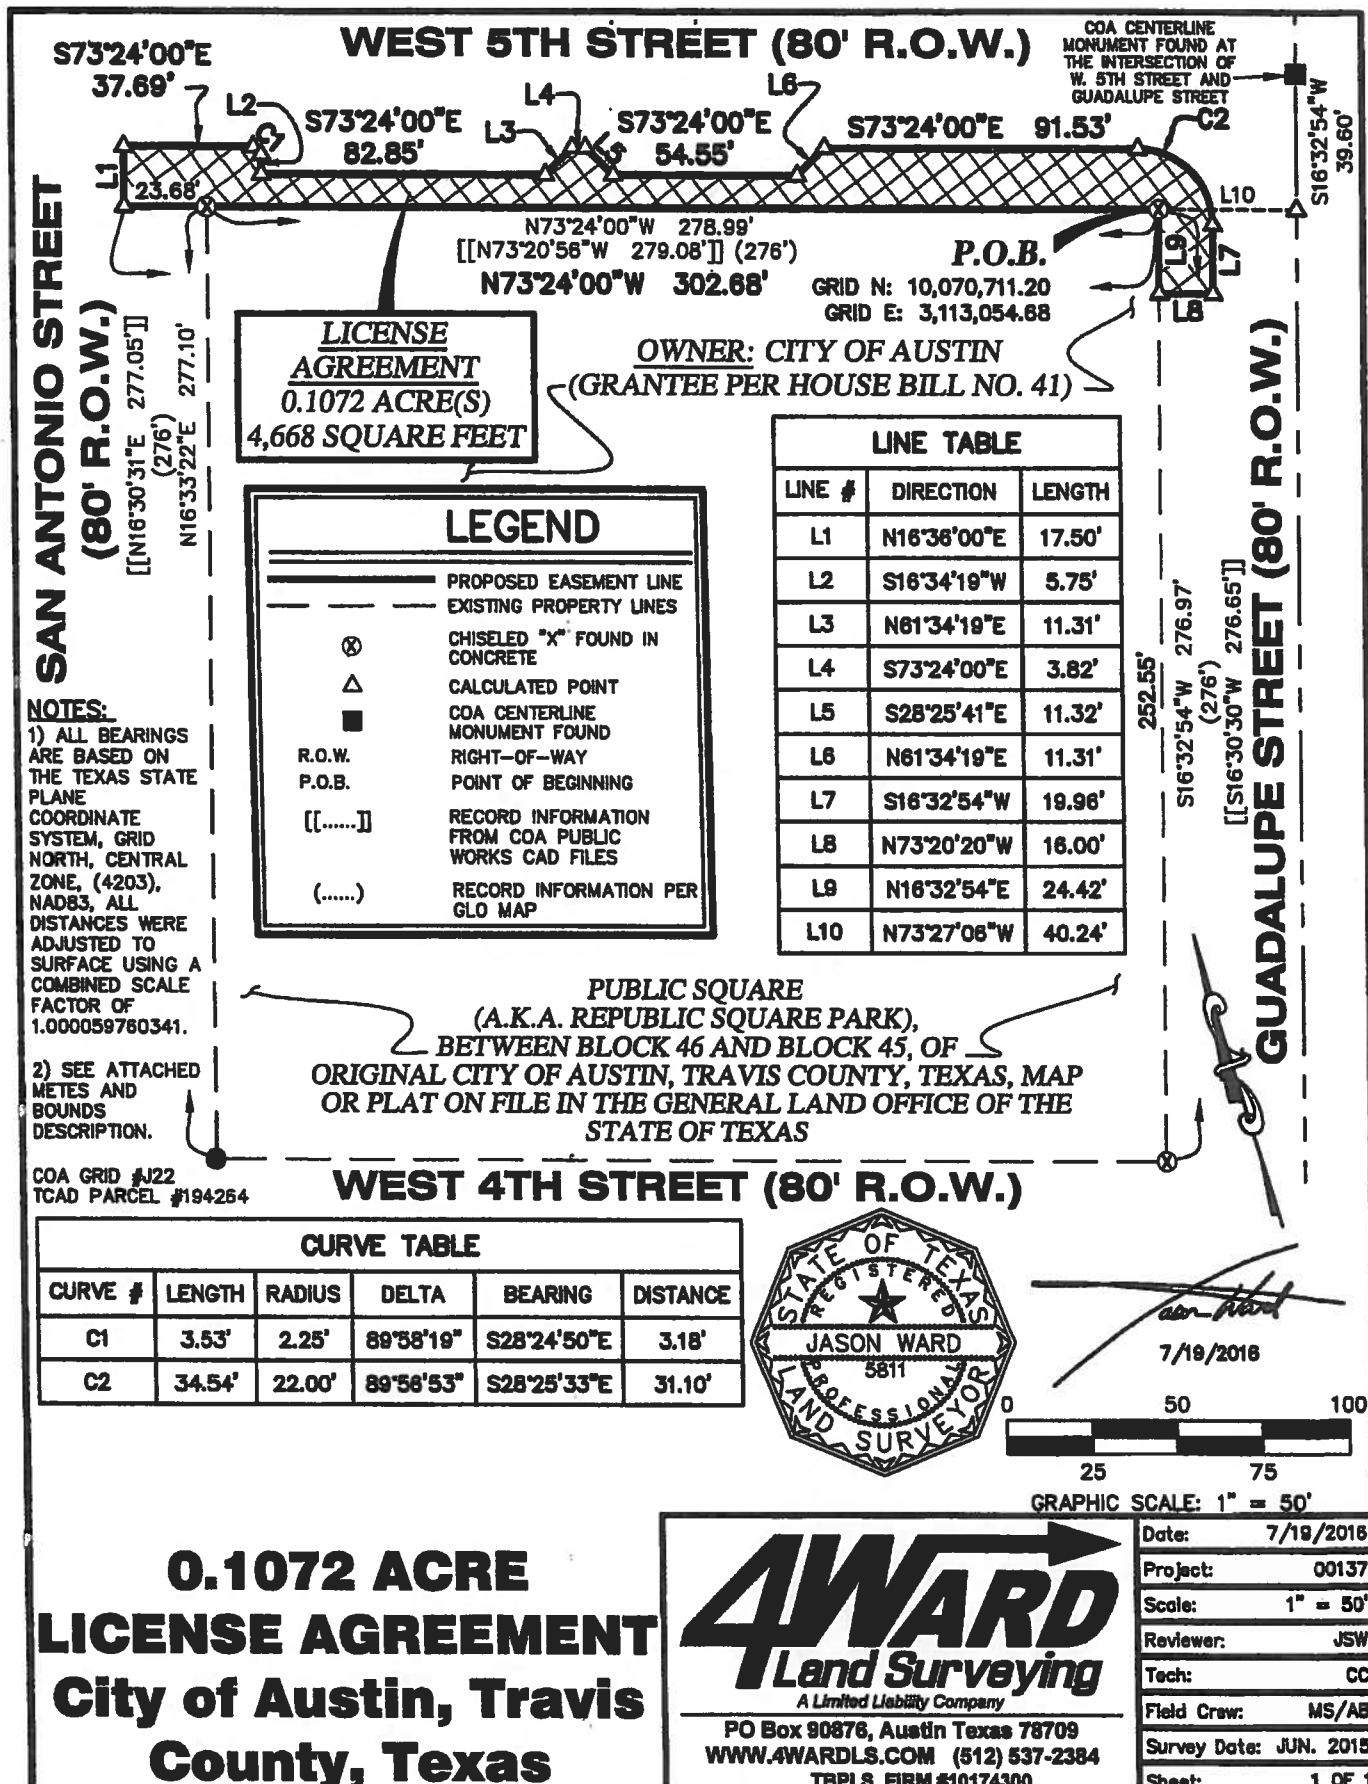 WEST 5TH STREET (80' R.O.W.)
COA CENTERLINE
MONUMENT FOUND AT
THE INTERSECTION OF
W. 5TH STREET AND
GUADALUPE STREET
S73°24'00"E
37.69'
L2
C1
S73°24'00"E
82.85'
L3
L4
L5
S73°24'00"E
54.55'
L6
S73°24'00"E 91.53'
C2
S16°32'54"W
39.60'
L1
23.68'
L10
L9
L7
L8
N73°24'00"W 278.99'
[[N73°20'56"W 279.08']] (276')
N73°24'00"W 302.68'
P.O.B.
GRID N: 10,070,711.20
GRID E: 3,113,054.68
SAN ANTONIO STREET
(80' R.O.W.)
[[N16°30'31"E 277.05']]
(276')
N16°33'22"E 277.10'
LICENSE
AGREEMENT
0.1072 ACRE(S)
4,668 SQUARE FEET
OWNER: CITY OF AUSTIN
(GRANTEE PER HOUSE BILL NO. 41)
LEGEND
PROPOSED EASEMENT LINE
EXISTING PROPERTY LINES
CHISELED "X" FOUND IN
CONCRETE
CALCULATED POINT
COA CENTERLINE
MONUMENT FOUND
R.O.W. RIGHT-OF-WAY
P.O.B. POINT OF BEGINNING
[[......]] RECORD INFORMATION
FROM COA PUBLIC
WORKS CAD FILES
(......) RECORD INFORMATION PER
GLO MAP
LINE TABLE
LINE # DIRECTION LENGTH
L1 N16°36'00"E 17.50'
L2 S16°34'19"W 5.75'
L3 N61°34'19"E 11.31'
L4 S73°24'00"E 3.82'
L5 S28°25'41"E 11.32'
L6 N61°34'19"E 11.31'
L7 S16°32'54"W 19.96'
L8 N73°20'20"W 16.00'
L9 N16°32'54"E 24.42'
L10 N73°27'06"W 40.24'
252.55'
S16°32'54"W 276.97'
(276')
[[S16°30'30"W 276.65']]
GUADALUPE STREET (80' R.O.W.)
NOTES:
1) ALL BEARINGS
ARE BASED ON
THE TEXAS STATE
PLANE
COORDINATE
SYSTEM, GRID
NORTH, CENTRAL
ZONE, (4203),
NAD83, ALL
DISTANCES WERE
ADJUSTED TO
SURFACE USING A
COMBINED SCALE
FACTOR OF
1.000059760341.
2) SEE ATTACHED
METES AND
BOUNDS
DESCRIPTION.
COA GRID #J22
TCAD PARCEL #194264
PUBLIC SQUARE
(A.K.A. REPUBLIC SQUARE PARK),
BETWEEN BLOCK 46 AND BLOCK 45, OF
ORIGINAL CITY OF AUSTIN, TRAVIS COUNTY, TEXAS, MAP
OR PLAT ON FILE IN THE GENERAL LAND OFFICE OF THE
STATE OF TEXAS
WEST 4TH STREET (80' R.O.W.)
CURVE TABLE
CURVE # LENGTH RADIUS DELTA BEARING DISTANCE
C1 3.53' 2.25' 89°58'19" S28°24'50"E 3.18'
C2 34.54' 22.00' 89°56'53" S28°25'33"E 31.10'
STATE OF TEXAS
REGISTERED
JASON WARD
5811
PROFESSIONAL
LAND SURVEYOR
Jason Ward
7/19/2016
0 50 100
25 75
GRAPHIC SCALE: 1" = 50'
0.1072 ACRE
LICENSE AGREEMENT
City of Austin, Travis
County, Texas
4WARD
Land Surveying
A Limited Liability Company
PO Box 90876, Austin Texas 78709
WWW.4WARDLS.COM (512) 537-2384
TBPLS FIRM #10174300
Date: 7/19/2016
Project: 00137
Scale: 1" = 50'
Reviewer: JSW
Tech: CC
Field Crew: MS/AB
Survey Date: JUN. 2015
Sheet: 1 OF 1